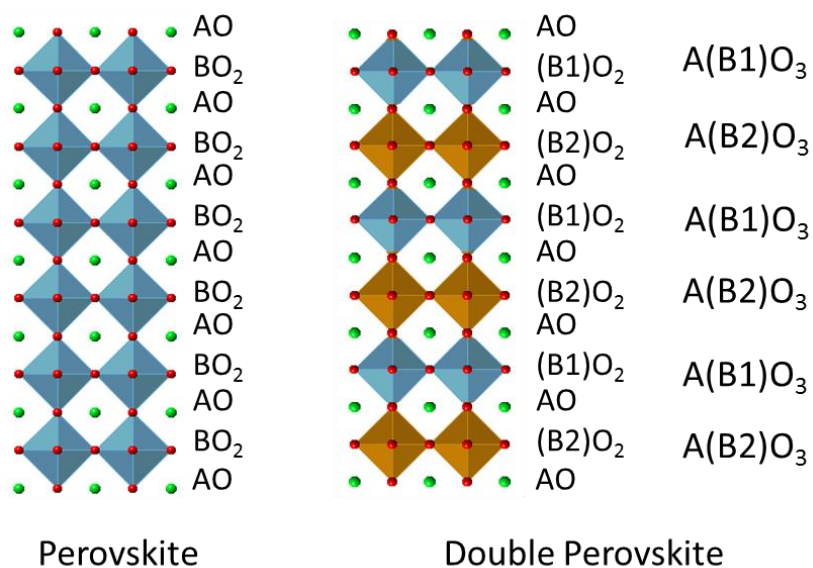 AO
BO₂
AO
BO₂
AO
BO₂
AO
BO₂
AO
BO₂
AO
BO₂
AO
Perovskite
AO
(B1)O₂
AO
(B2)O₂
AO
(B1)O₂
AO
(B2)O₂
AO
(B1)O₂
AO
(B2)O₂
AO
A(B1)O₃
A(B2)O₃
A(B1)O₃
A(B2)O₃
A(B1)O₃
A(B2)O₃
Double Perovskite